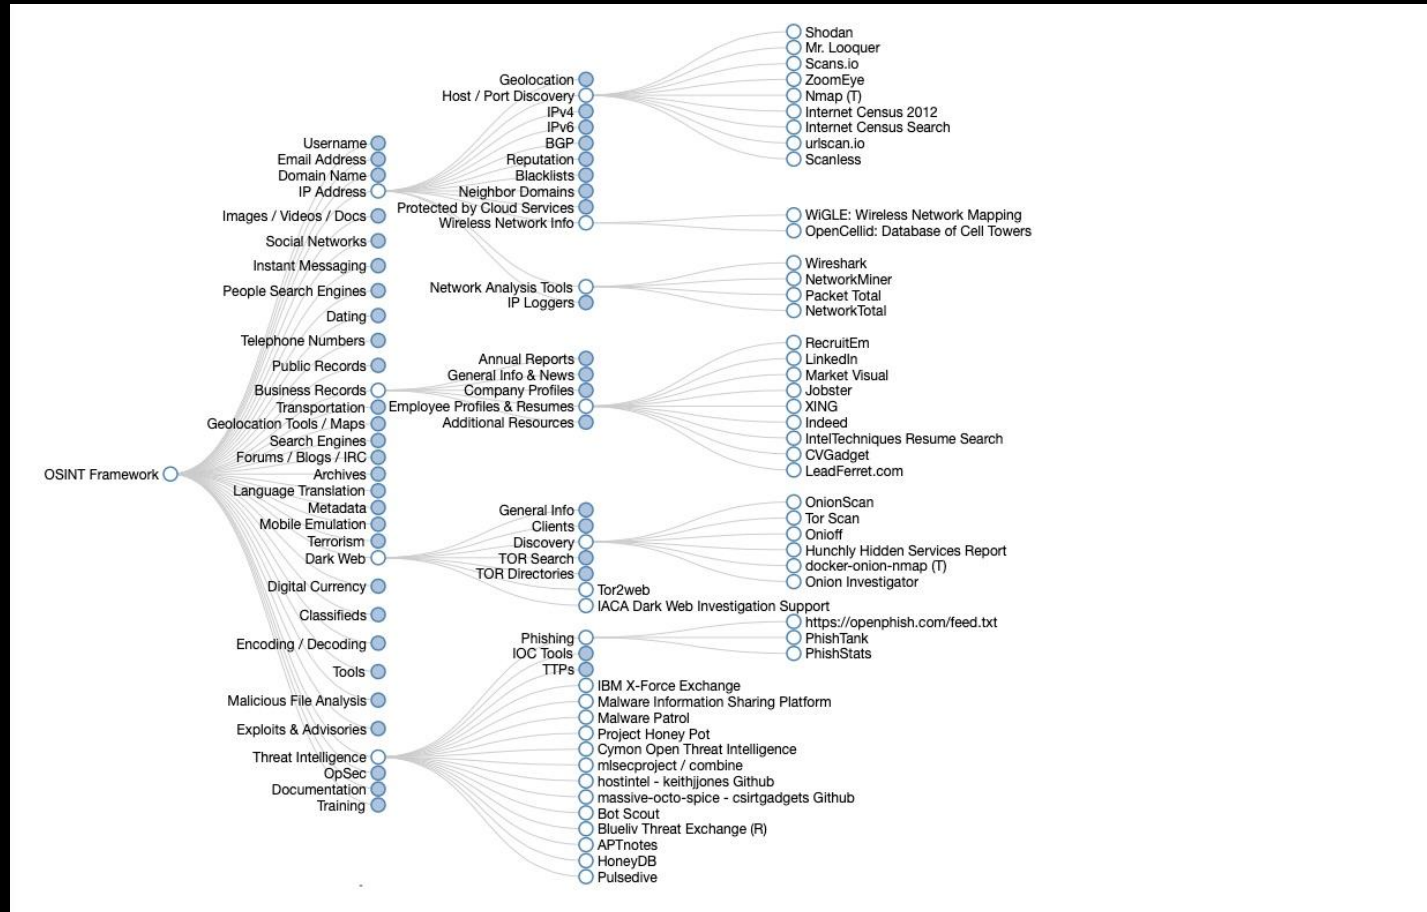 OSINT Framework
Username
Email Address
Domain Name
IP Address
Images / Videos / Docs
Social Networks
Instant Messaging
People Search Engines
Dating
Telephone Numbers
Public Records
Business Records
Transportation
Geolocation Tools / Maps
Search Engines
Forums / Blogs / IRC
Archives
Language Translation
Metadata
Mobile Emulation
Terrorism
Dark Web
Digital Currency
Classifieds
Encoding / Decoding
Tools
Malicious File Analysis
Exploits & Advisories
Threat Intelligence
OpSec
Documentation
Training
Geolocation
Host / Port Discovery
IPv4
IPv6
BGP
Reputation
Blacklists
Neighbor Domains
Protected by Cloud Services
Wireless Network Info
Network Analysis Tools
IP Loggers
Annual Reports
General Info & News
Company Profiles
Employee Profiles & Resumes
Additional Resources
General Info
Clients
Discovery
TOR Search
TOR Directories
Tor2web
IACA Dark Web Investigation Support
Phishing
IOC Tools
TTPs
IBM X-Force Exchange
Malware Information Sharing Platform
Malware Patrol
Project Honey Pot
Cymon Open Threat Intelligence
mlsecproject / combine
hostintel - keithjjones Github
massive-octo-spice - csirtgadgets Github
Bot Scout
Blueliv Threat Exchange (R)
APTnotes
HoneyDB
Pulsedive
Shodan
Mr. Looquer
Scans.io
ZoomEye
Nmap (T)
Internet Census 2012
Internet Census Search
urlscan.io
Scanless
WiGLE: Wireless Network Mapping
OpenCellid: Database of Cell Towers
Wireshark
NetworkMiner
Packet Total
NetworkTotal
RecruitEm
LinkedIn
Market Visual
Jobster
XING
Indeed
IntelTechniques Resume Search
CVGadget
LeadFerret.com
OnionScan
Tor Scan
Onioff
Hunchly Hidden Services Report
docker-onion-nmap (T)
Onion Investigator
https://openphish.com/feed.txt
PhishTank
PhishStats